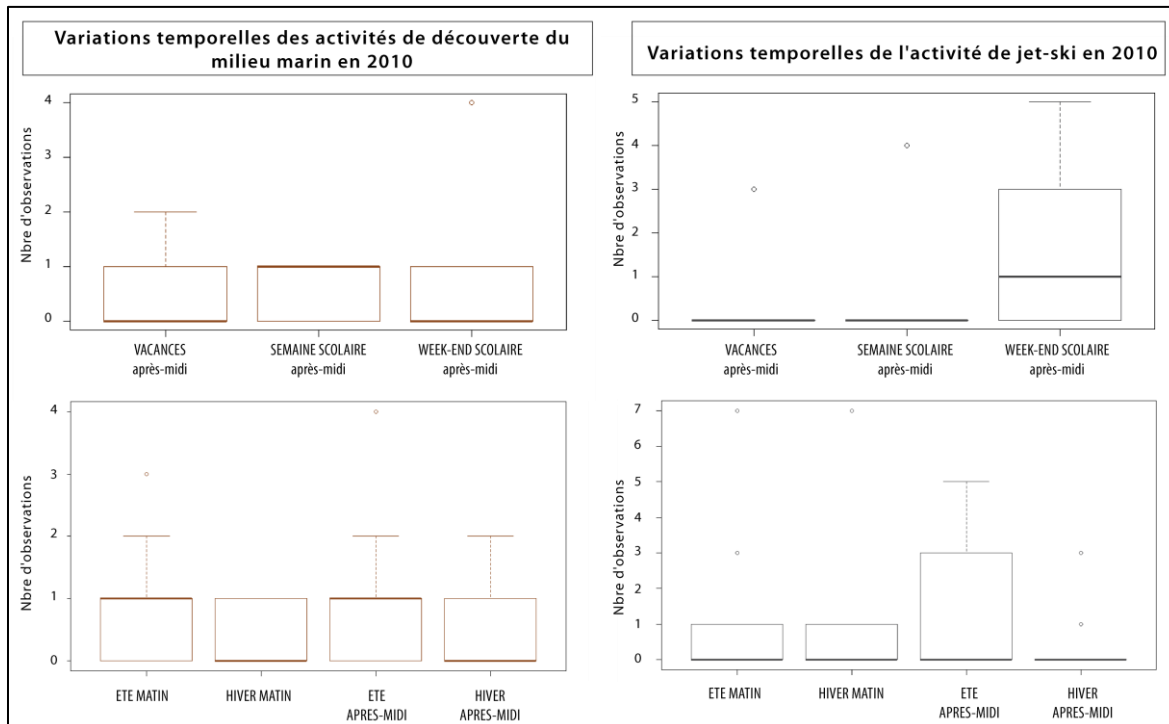 Variations temporelles des activités de découverte du
milieu marin en 2010
Nbre d'observations
4
3
2
1
0
VACANCES
après-midi
SEMAINE SCOLAIRE
après-midi
WEEK-END SCOLAIRE
après-midi
Nbre d'observations
4
3
2
1
0
ETE MATIN
HIVER MATIN
ETE
APRES-MIDI
HIVER
APRES-MIDI
Variations temporelles de l'activité de jet-ski en 2010
Nbre d'observations
5
4
3
2
1
0
VACANCES
après-midi
SEMAINE SCOLAIRE
après-midi
WEEK-END SCOLAIRE
après-midi
Nbre d'observations
7
6
5
4
3
2
1
0
ETE MATIN
HIVER MATIN
ETE
APRES-MIDI
HIVER
APRES-MIDI